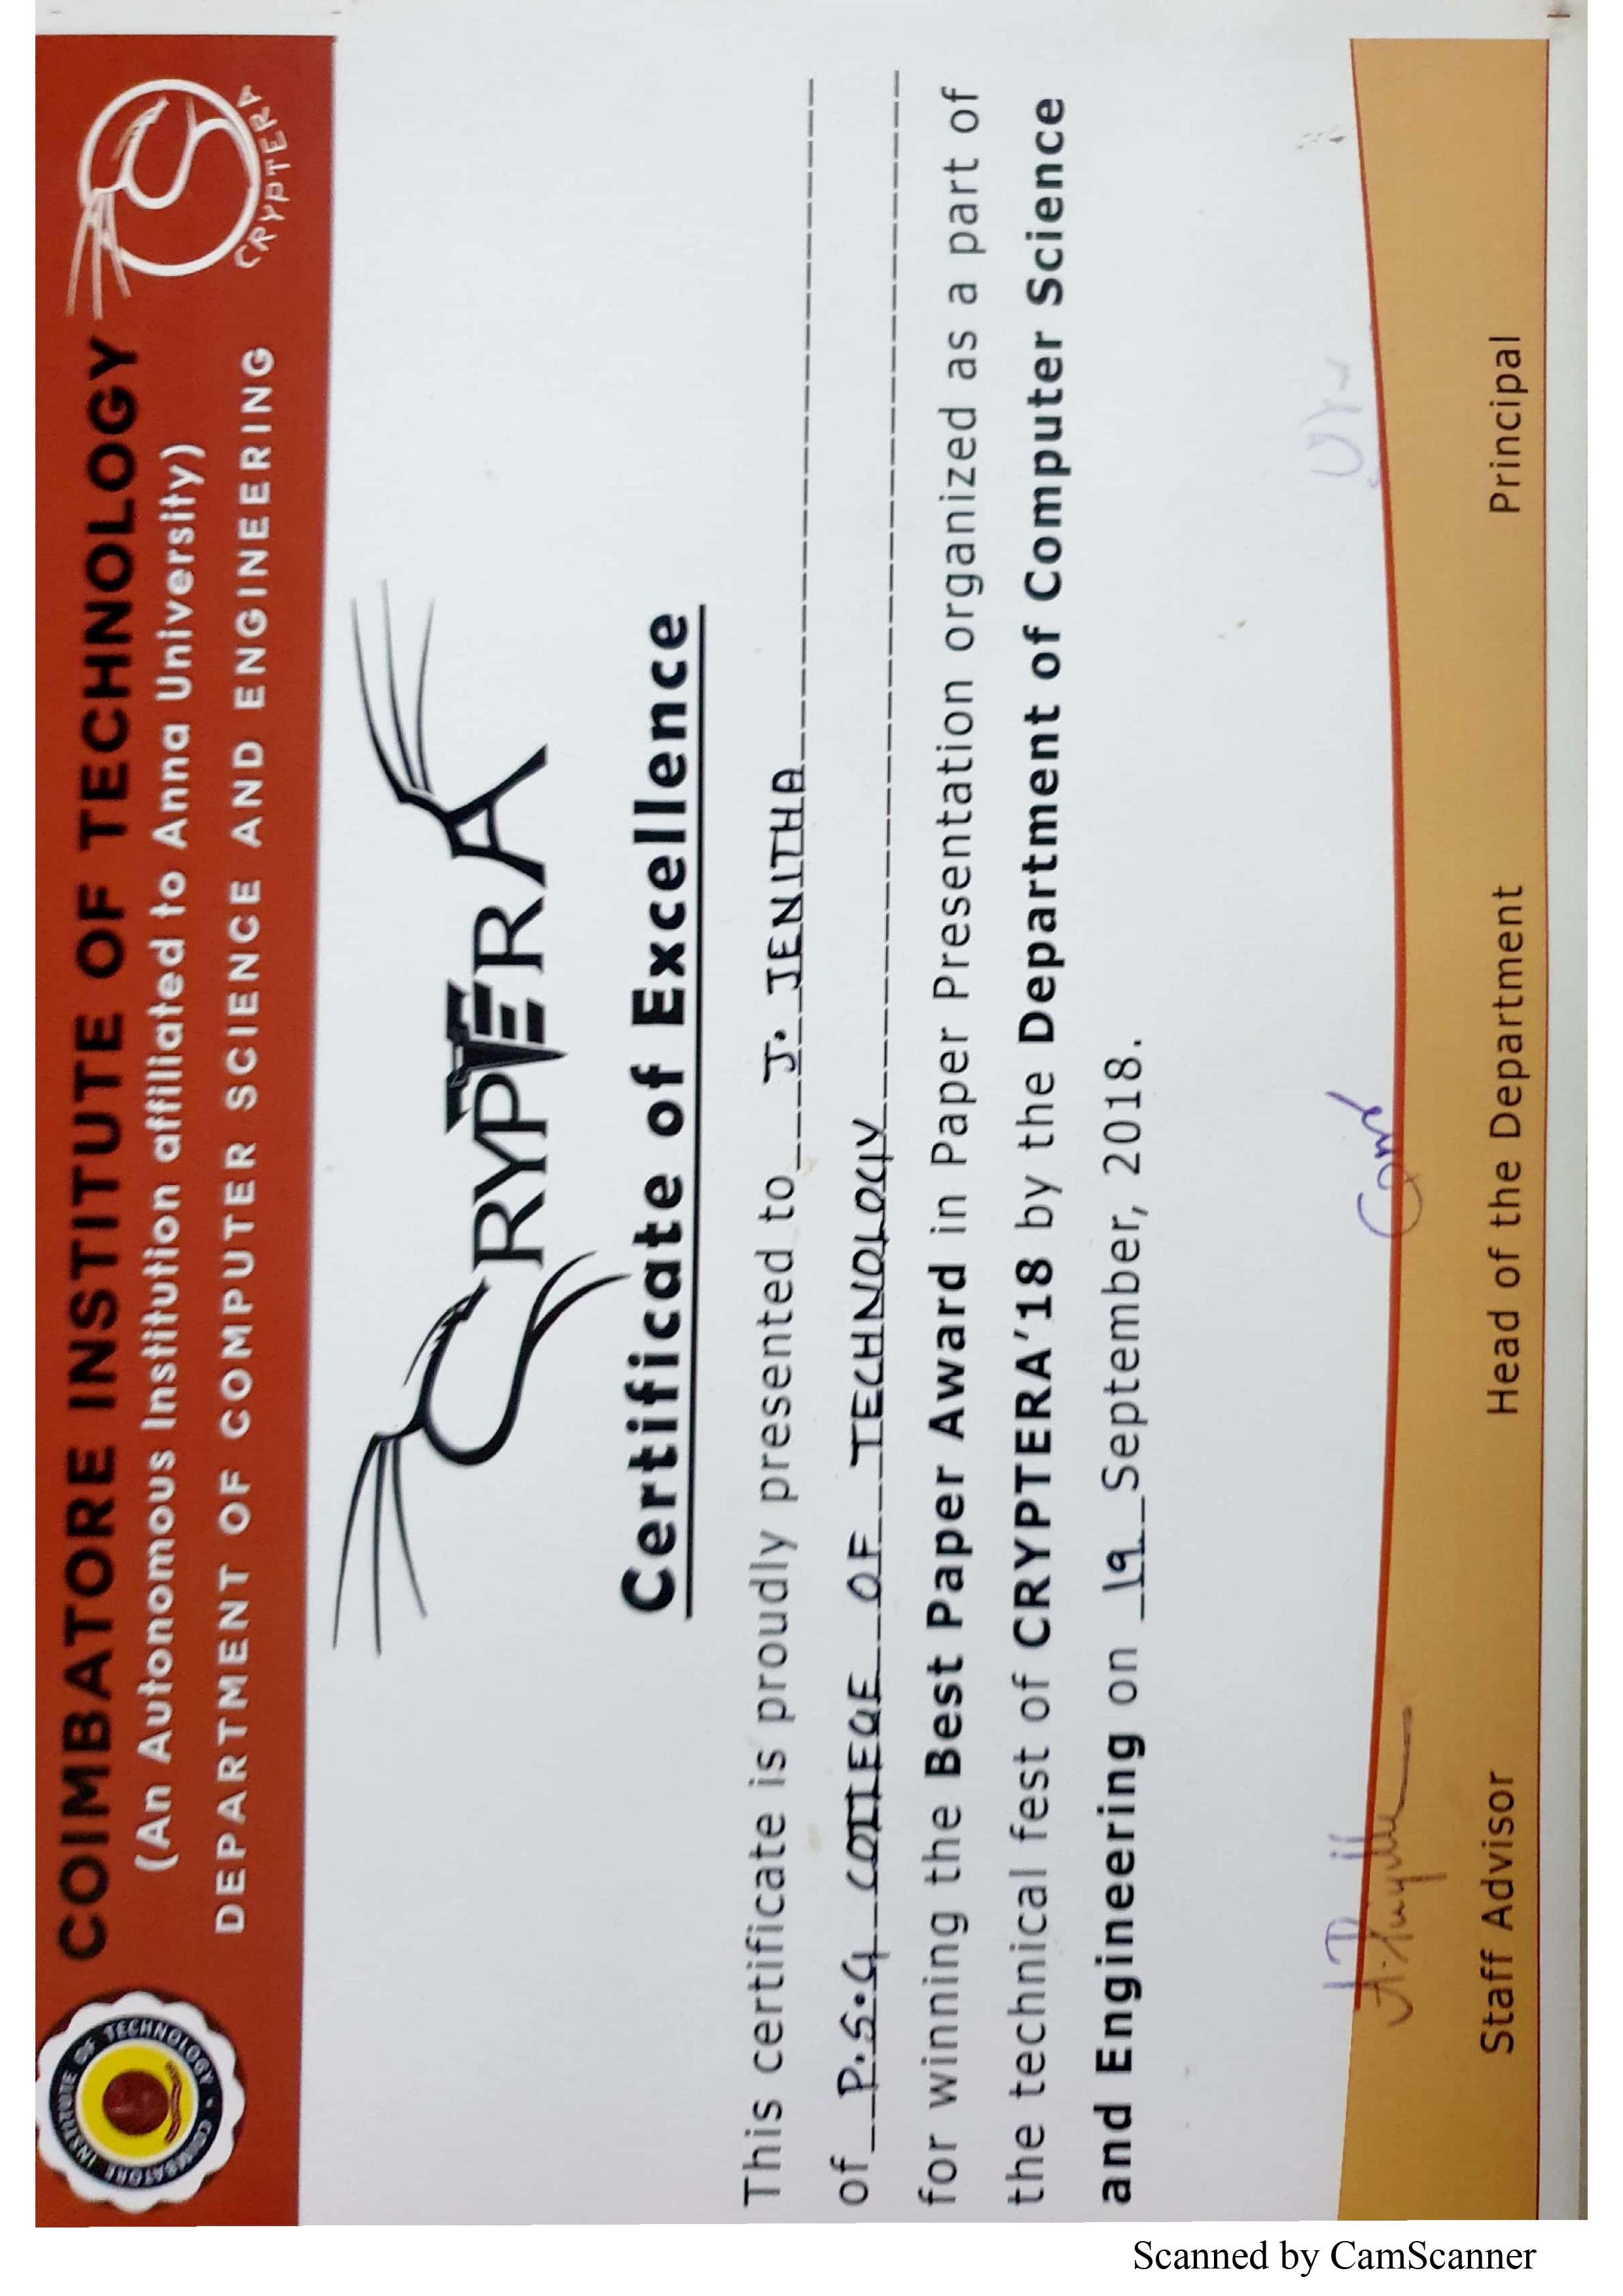 COIMBATORE INSTITUTE OF TECHNOLOGY
(An Autonomous Institution affiliated to Anna University)
DEPARTMENT OF COMPUTER SCIENCE AND ENGINEERING
COIMBATORE INSTITUTE OF TECHNOLOGY
CRYPTERA
CRYPTERA
Certificate of Excellence
This certificate is proudly presented to J. JENITHA
of P.S.G COLLEGE OF TECHNOLOGY
for winning the Best Paper Award in Paper Presentation organized as a part of
the technical fest of CRYPTERA'18 by the Department of Computer Science
and Engineering on 19 September, 2018.
Staff Advisor Head of the Department Principal
Scanned by CamScanner